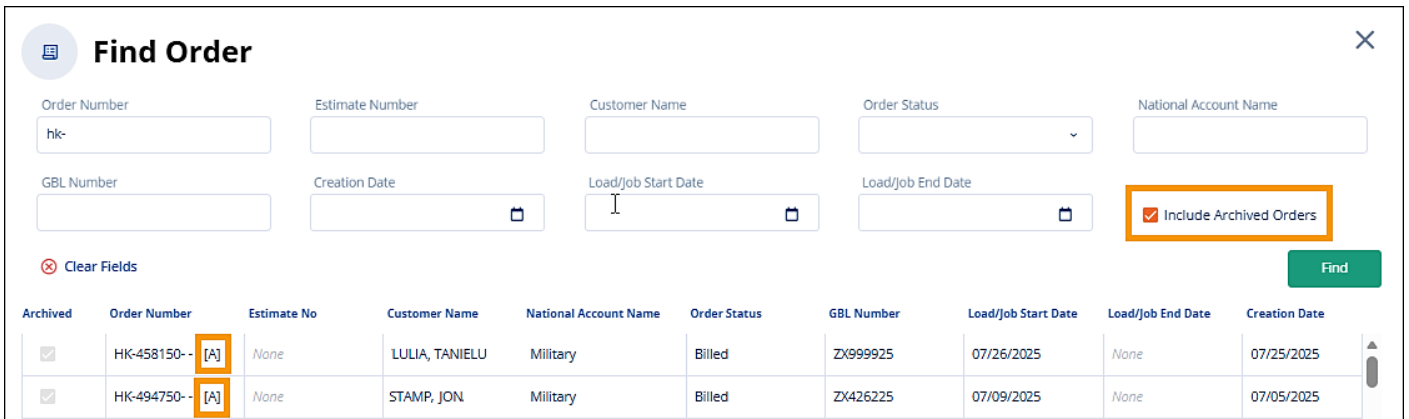 Find Order
Order Number Estimate Number Customer Name Order Status National Account Name
hk-
GBL Number Creation Date Load/Job Start Date Load/Job End Date
Include Archived Orders
Clear Fields
Find
Archived Order Number Estimate No Customer Name National Account Name Order Status GBL Number Load/Job Start Date Load/Job End Date Creation Date
HK-458150- - [A] None LULIA, TANIELU Military Billed ZX999925 07/26/2025 None 07/25/2025
HK-494750- - [A] None STAMP, JON Military Billed ZX426225 07/09/2025 None 07/05/2025